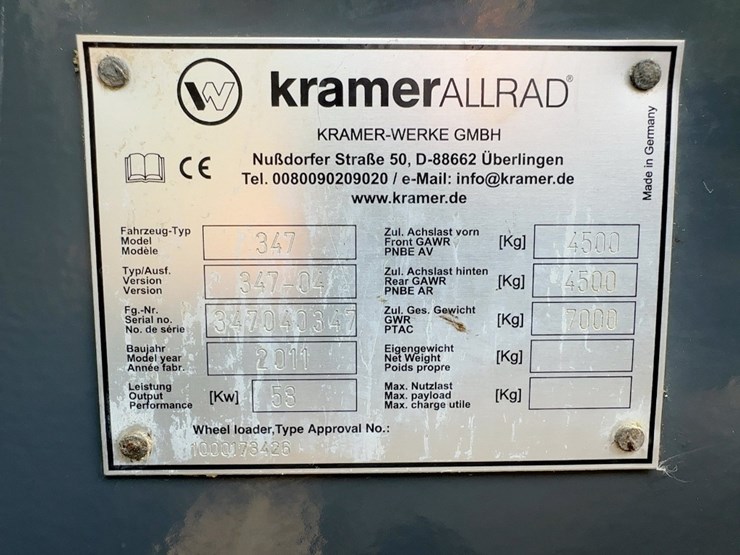 kramerALLRAD®
KRAMER-WERKE GMBH
Nußdorfer Straße 50, D-88662 Überlingen
Tel. 0080090209020 / e-Mail: info@kramer.de
www.kramer.de
Made in Germany
CE
Fahrzeug-Typ
Model
Modèle
347
Typ/Ausf.
Version
Version
347-04
Fg.-Nr.
Serial no.
No. de série
347040347
Baujahr
Model year
Année fabr.
2011
Leistung
Output
Performance
[Kw]
58
Zul. Achslast vorn
Front GAWR
PNBE AV
[Kg]
4500
Zul. Achslast hinten
Rear GAWR
PNBE AR
[Kg]
4500
Zul. Ges. Gewicht
GWR
PTAC
[Kg]
7000
Eigengewicht
Net Weight
Poids propre
[Kg]
Max. Nutzlast
Max. payload
Max. charge utile
[Kg]
Wheel loader,Type Approval No.:
1000173426